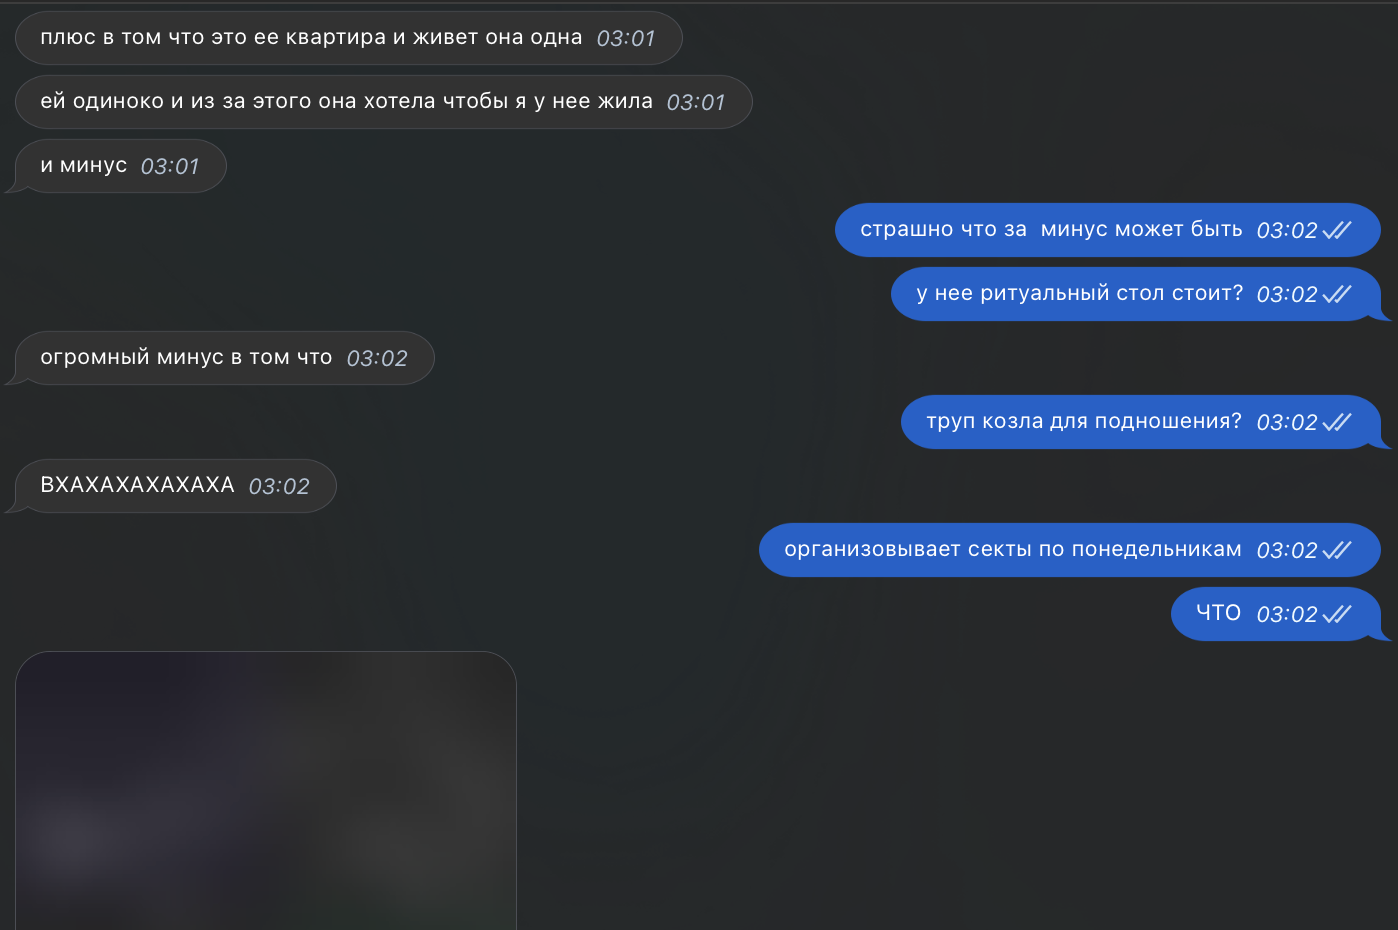 плюс в том что это ее квартира и живет она одна 03:01
ей одиноко и из за этого она хотела чтобы я у нее жила 03:01
и минус 03:01
страшно что за  минус может быть 03:02
у нее ритуальный стол стоит? 03:02
огромный минус в том что 03:02
труп козла для подношения? 03:02
ВХАХАХАХАХАХА 03:02
организовывает секты по понедельникам 03:02
ЧТО 03:02